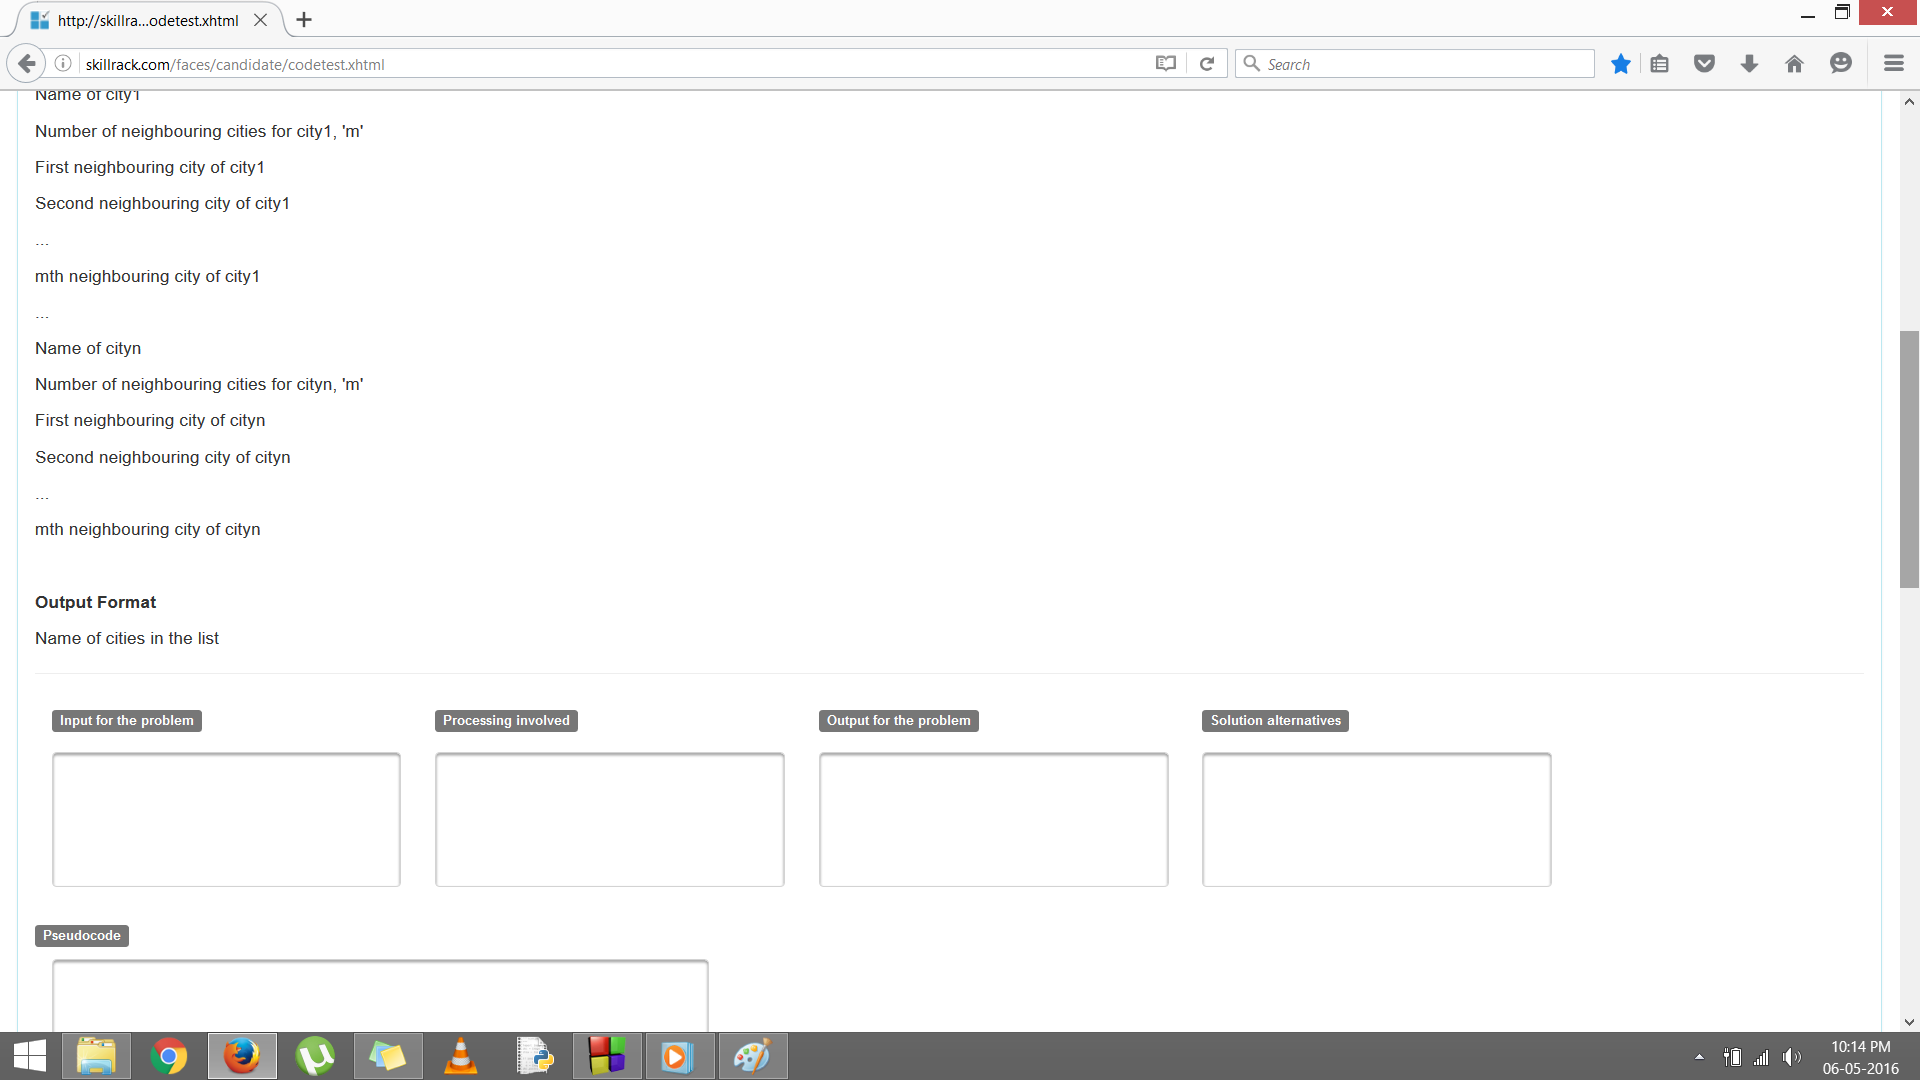 http://skillra...odetest.xhtml
skillrack.com/faces/candidate/codetest.xhtml
Search
Name of city1
Number of neighbouring cities for city1, 'm'
First neighbouring city of city1
Second neighbouring city of city1
...
mth neighbouring city of city1
...
Name of cityn
Number of neighbouring cities for cityn, 'm'
First neighbouring city of cityn
Second neighbouring city of cityn
...
mth neighbouring city of cityn
Output Format
Name of cities in the list
Input for the problem
Processing involved
Output for the problem
Solution alternatives
Pseudocode
10:14 PM
06-05-2016